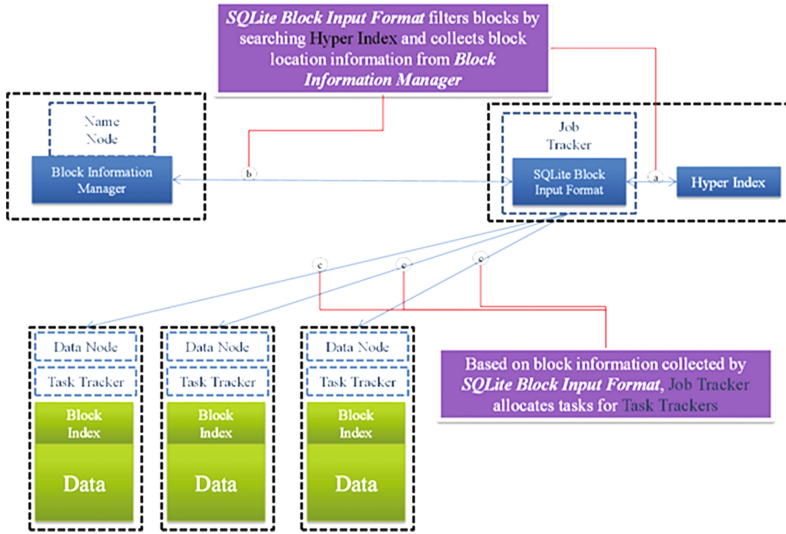 SQLite Block Input Format filters blocks by
searching Hyper Index and collects block
location information from Block
Information Manager
Name
Node
Block Information
Manager
b
Job
Tracker
SQLite Block
Input Format
a
Hyper Index
c
c
c
Data Node
Task Tracker
Block
Index
Data
Data Node
Task Tracker
Block
Index
Data
Data Node
Task Tracker
Block
Index
Data
Based on block information collected by
SQLite Block Input Format, Job Tracker
allocates tasks for Task Trackers